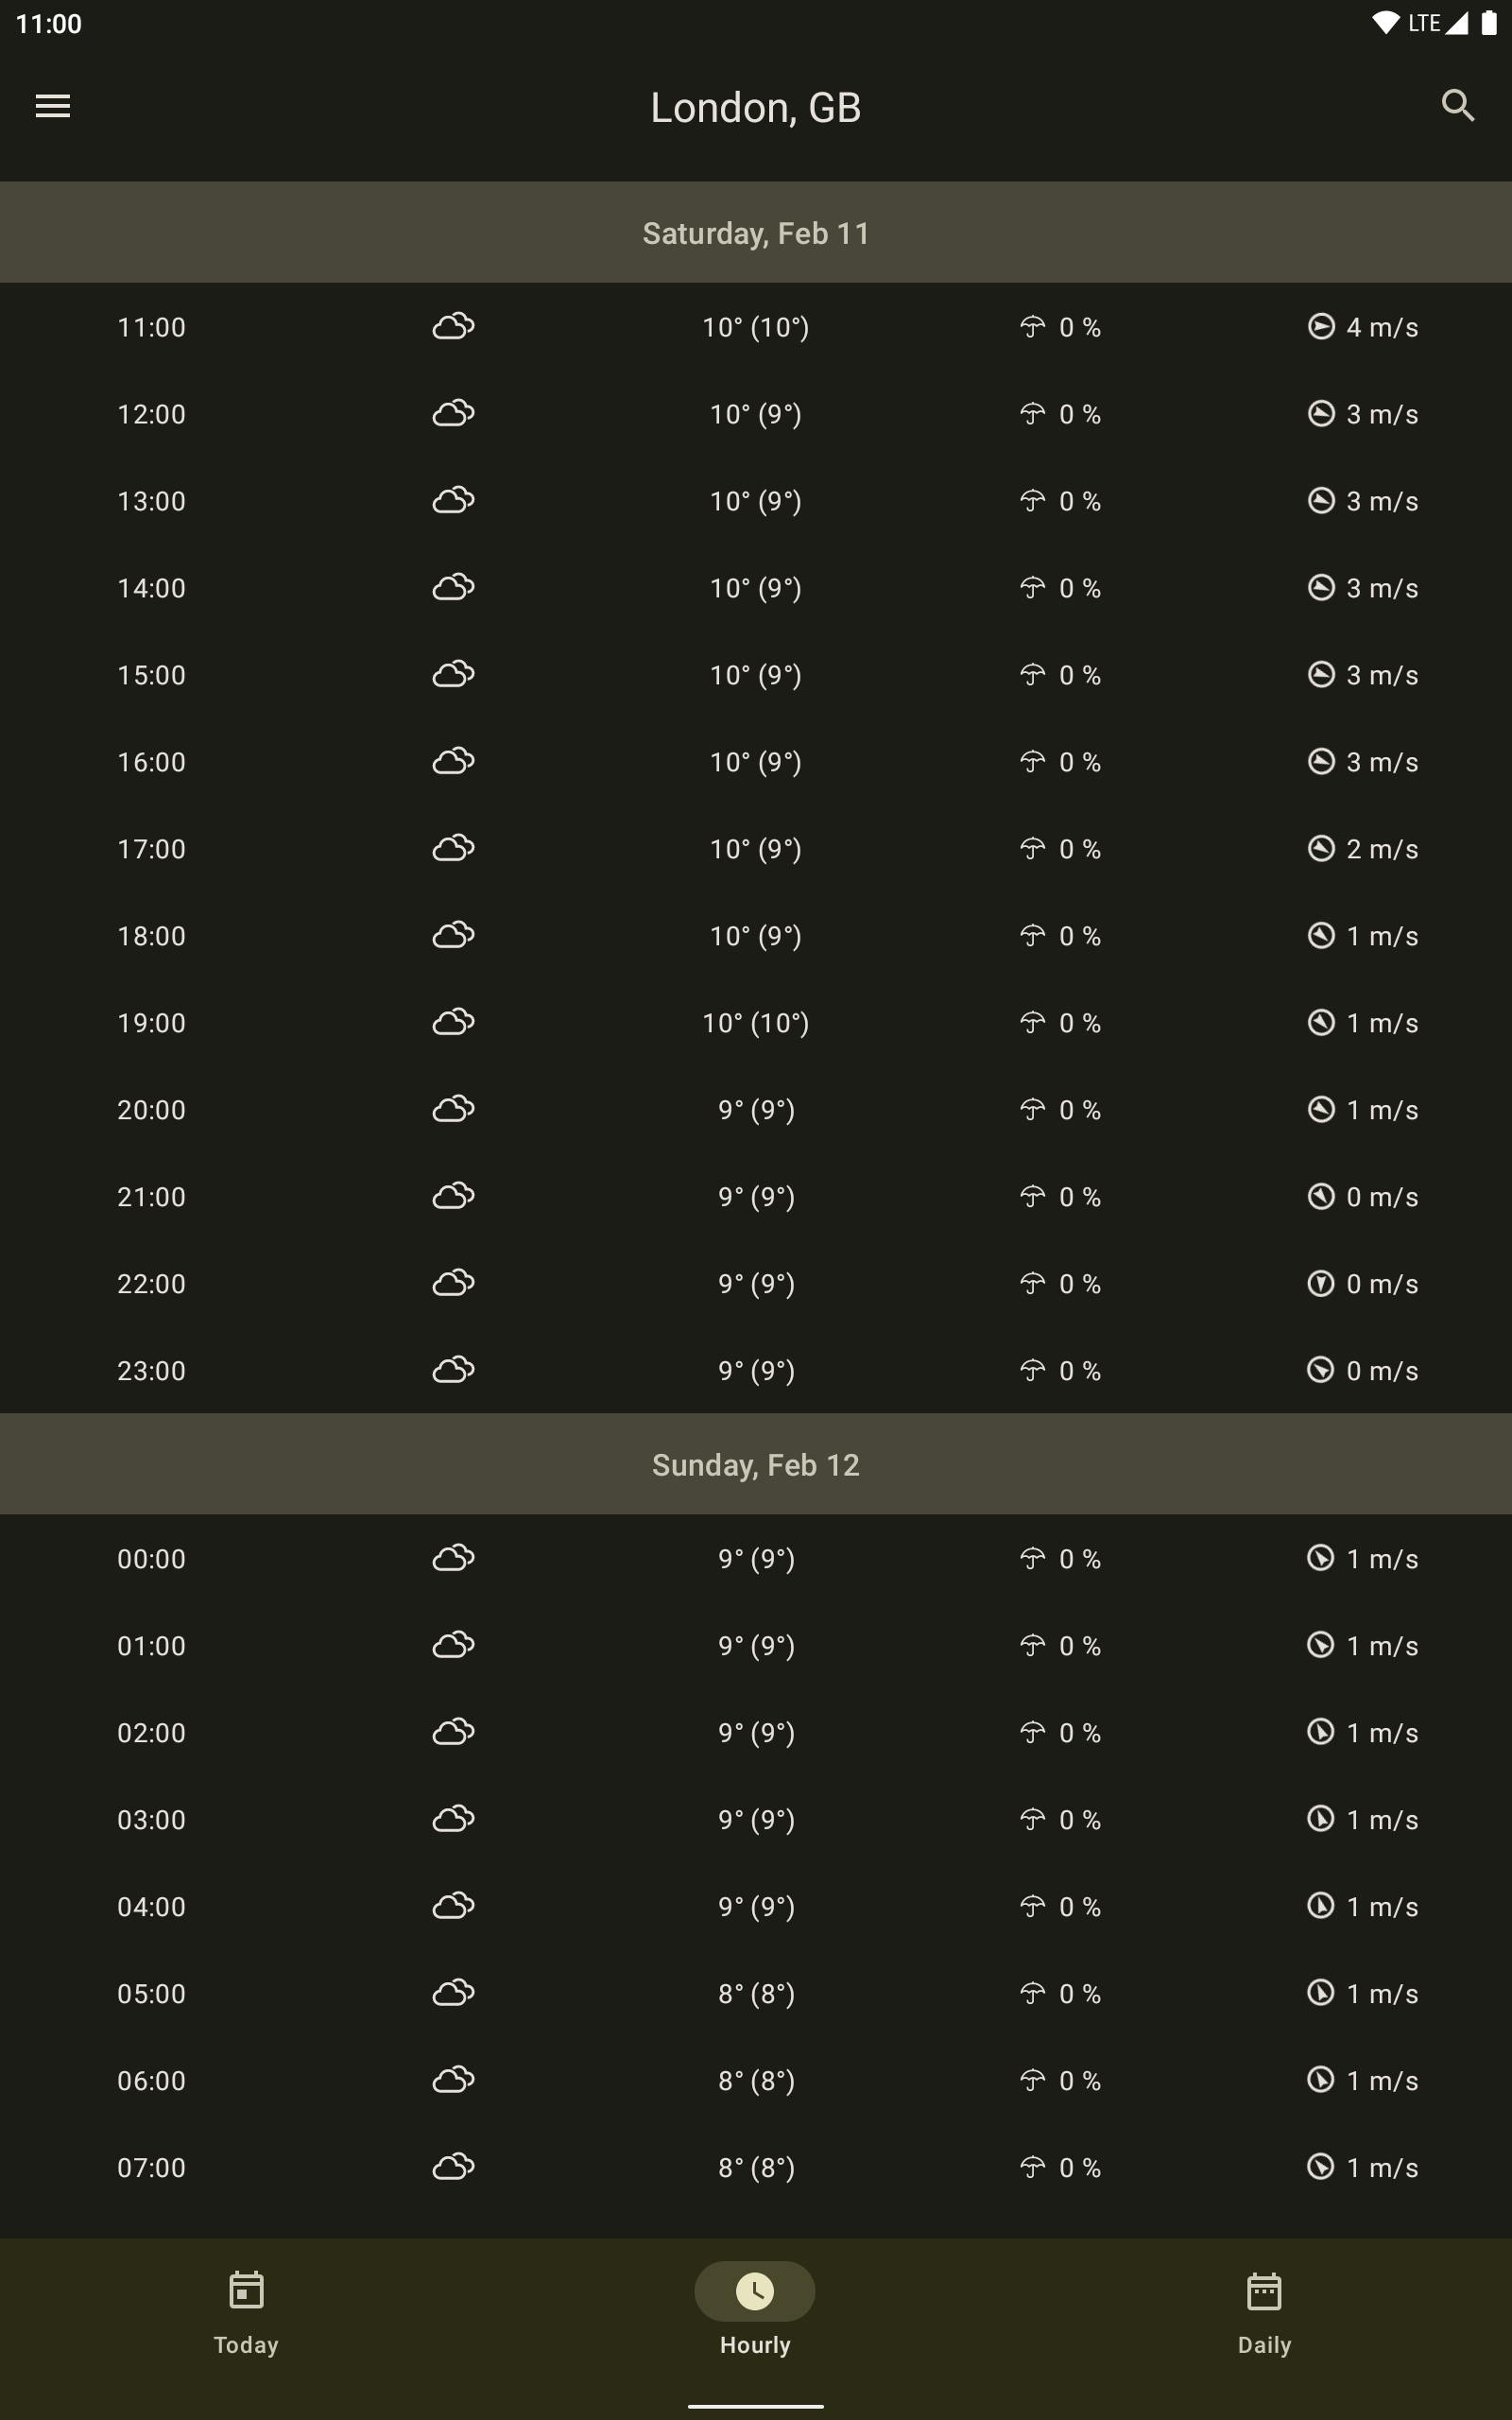 11:00 LTE
London, GB
Saturday, Feb 11
11:00 10° (10°) 0 % 4 m/s
12:00 10° (9°) 0 % 3 m/s
13:00 10° (9°) 0 % 3 m/s
14:00 10° (9°) 0 % 3 m/s
15:00 10° (9°) 0 % 3 m/s
16:00 10° (9°) 0 % 3 m/s
17:00 10° (9°) 0 % 2 m/s
18:00 10° (9°) 0 % 1 m/s
19:00 10° (10°) 0 % 1 m/s
20:00 9° (9°) 0 % 1 m/s
21:00 9° (9°) 0 % 0 m/s
22:00 9° (9°) 0 % 0 m/s
23:00 9° (9°) 0 % 0 m/s
Sunday, Feb 12
00:00 9° (9°) 0 % 1 m/s
01:00 9° (9°) 0 % 1 m/s
02:00 9° (9°) 0 % 1 m/s
03:00 9° (9°) 0 % 1 m/s
04:00 9° (9°) 0 % 1 m/s
05:00 8° (8°) 0 % 1 m/s
06:00 8° (8°) 0 % 1 m/s
07:00 8° (8°) 0 % 1 m/s
Today Hourly Daily